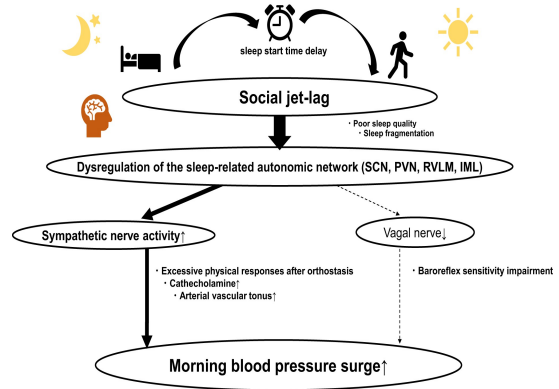 sleep start time delay
Social jet-lag
・Poor sleep quality
・Sleep fragmentation
Dysregulation of the sleep-related autonomic network (SCN, PVN, RVLM, IML)
Sympathetic nerve activity↑
Vagal nerve↓
・Excessive physical responses after orthostasis
・Cathecholamine↑
・Arterial vascular tonus↑
・Baroreflex sensitivity impairment
Morning blood pressure surge↑